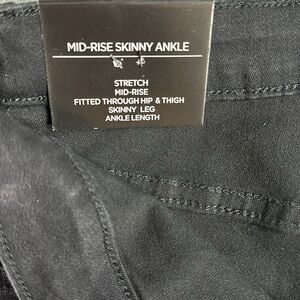 MID-RISE SKINNY ANKLE
STRETCH
MID-RISE
FITTED THROUGH HIP & THIGH
SKINNY LEG
ANKLE LENGTH